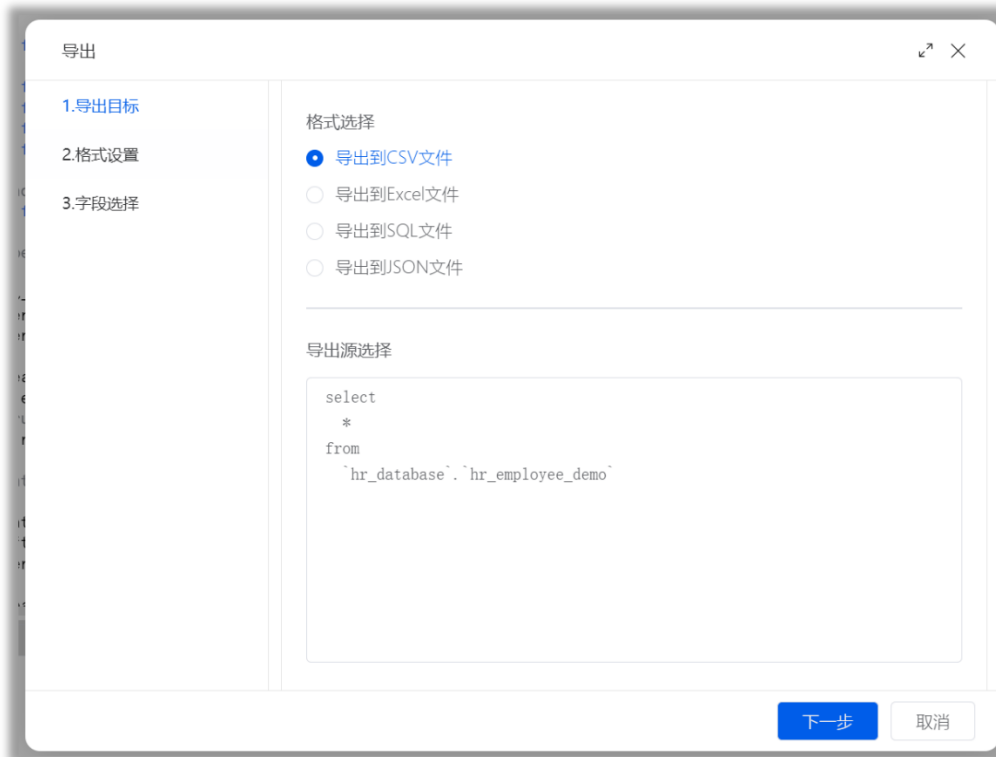 导出
1.导出目标
2.格式设置
3.字段选择
格式选择
导出到CSV文件
导出到Excel文件
导出到SQL文件
导出到JSON文件
导出源选择
select
*
from
`hr_database`.`hr_employee_demo`
下一步
取消